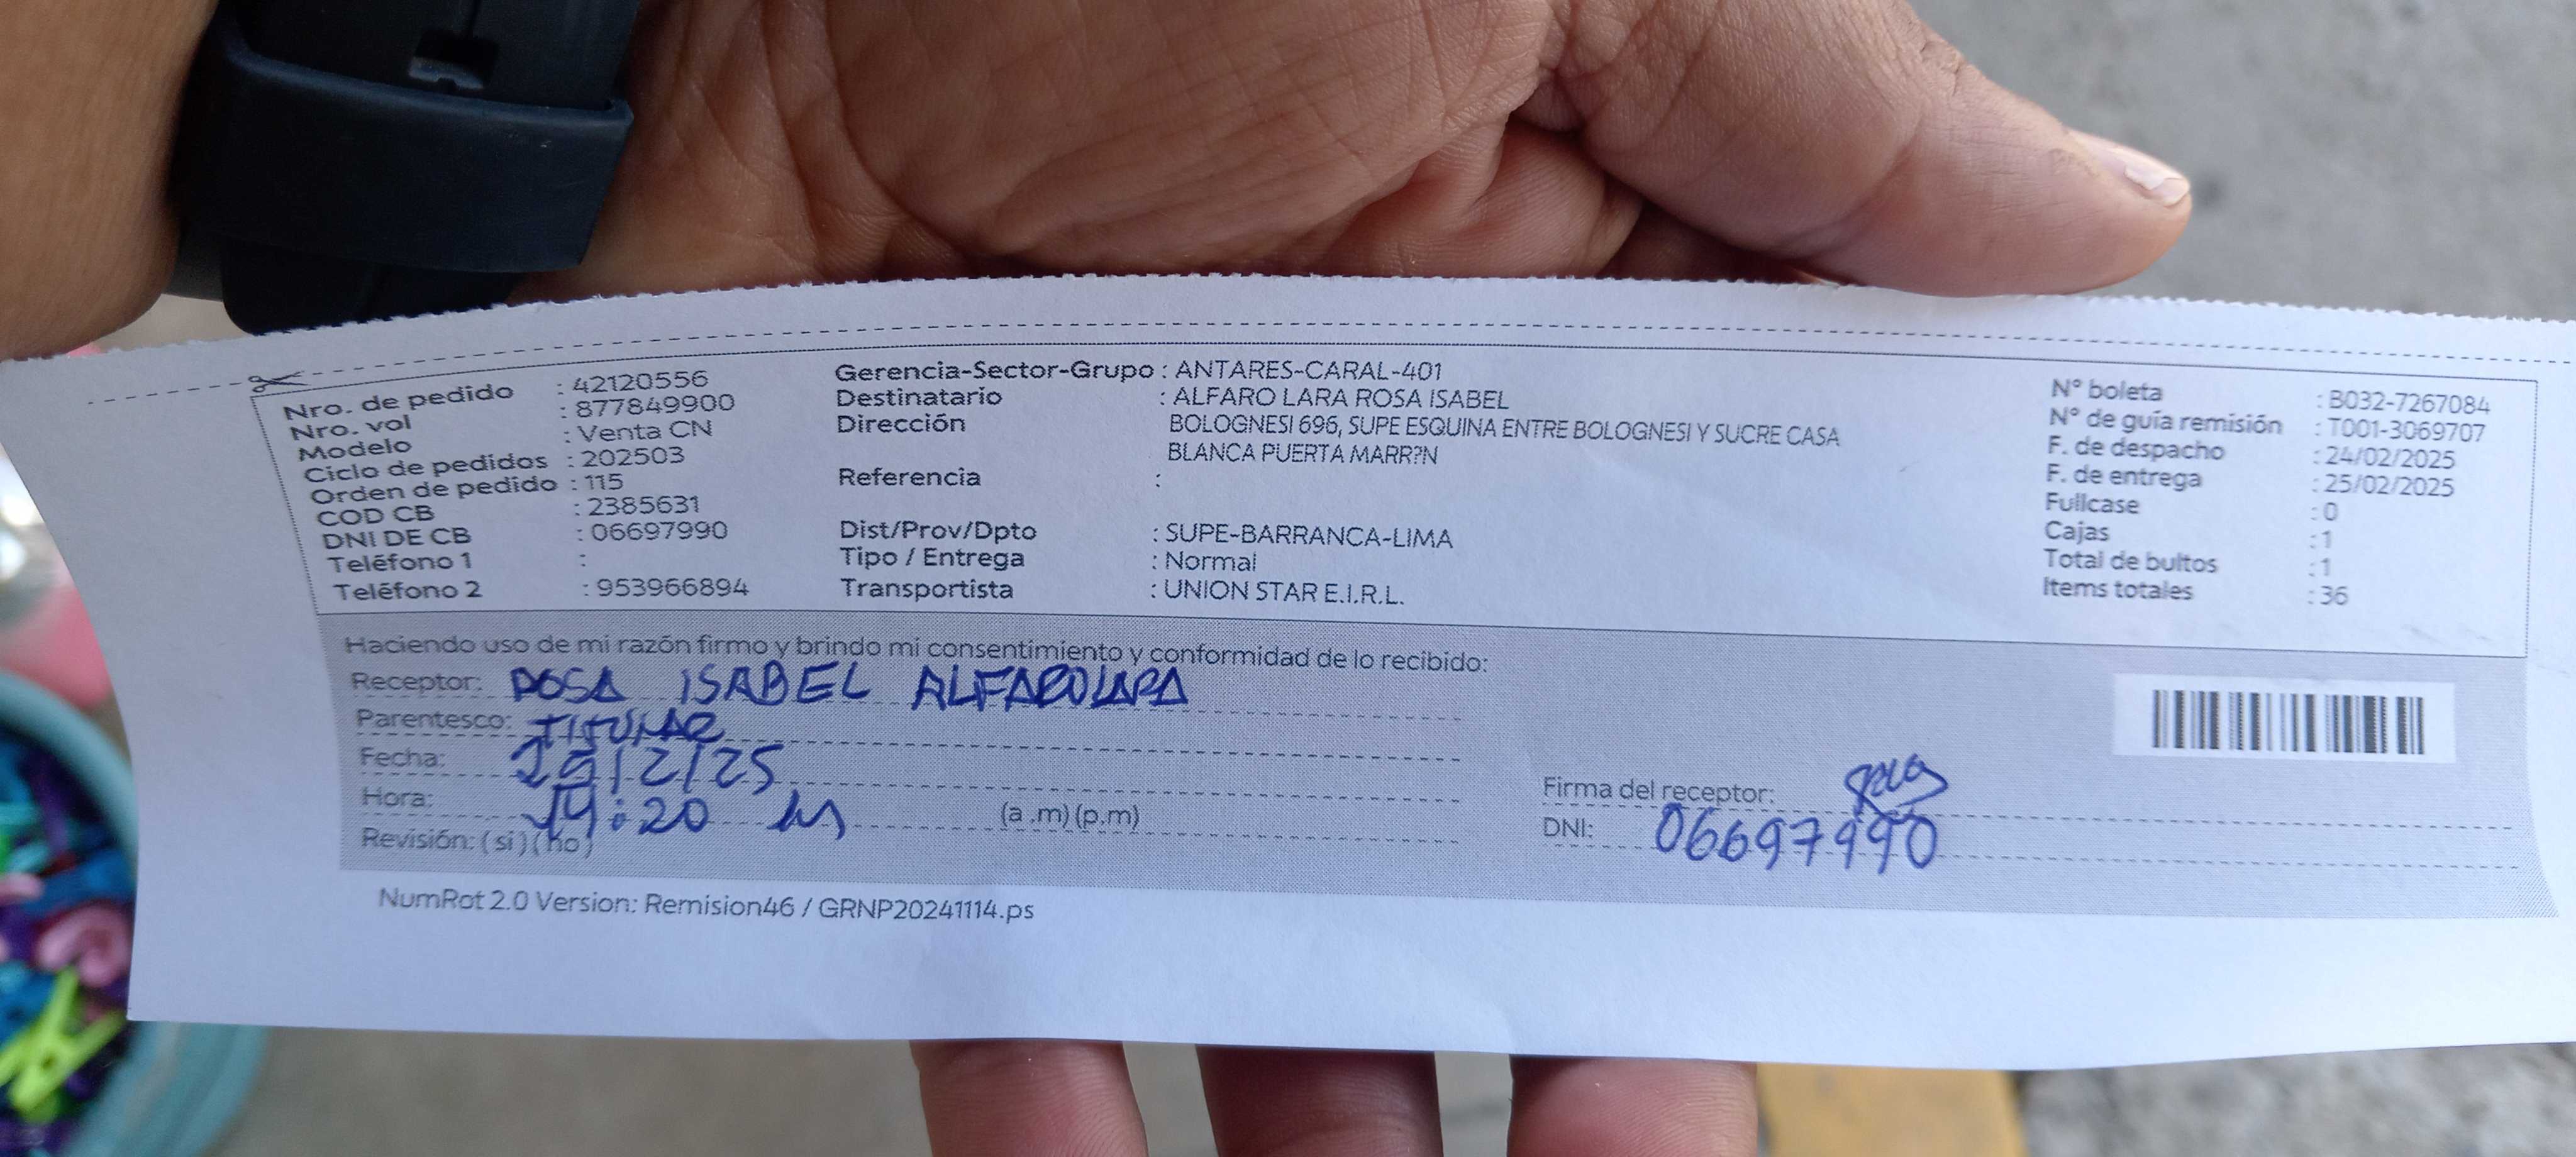 Nro. de pedido : 42120556
Nro. vol : 877849900
Modelo : Venta CN
Ciclo de pedidos : 202503
Orden de pedido : 115
COD CB : 2385631
DNI DE CB : 06697990
Teléfono 1 :
Teléfono 2 : 953966894
Gerencia-Sector-Grupo : ANTARES-CARAL-401
Destinatario : ALFARO LARA ROSA ISABEL
Dirección BOLOGNESI 696, SUPE ESQUINA ENTRE BOLOGNESI Y SUCRE CASA
BLANCA PUERTA MARR?N
Referencia :
Dist/Prov/Dpto : SUPE-BARRANCA-LIMA
Tipo / Entrega : Normal
Transportista : UNION STAR E.I.R.L.
N° boleta : B032-7267084
N° de guía remisión : T001-3069707
F. de despacho : 24/02/2025
F. de entrega : 25/02/2025
Fullcase : 0
Cajas : 1
Total de bultos : 1
Items totales : 36
Haciendo uso de mi razón firmo y brindo mi consentimiento y conformidad de lo recibido:
Receptor: ROSA ISABEL ALFARO LARA
Parentesco: TITULAR
Fecha: 25/2/25
Hora: 14:20 hs (a .m) (p.m)
Revisión: ( si ) ( no )
Firma del receptor:
DNI: 06697990
NumRot 2.0 Version: Remision46 / GRNP20241114.ps